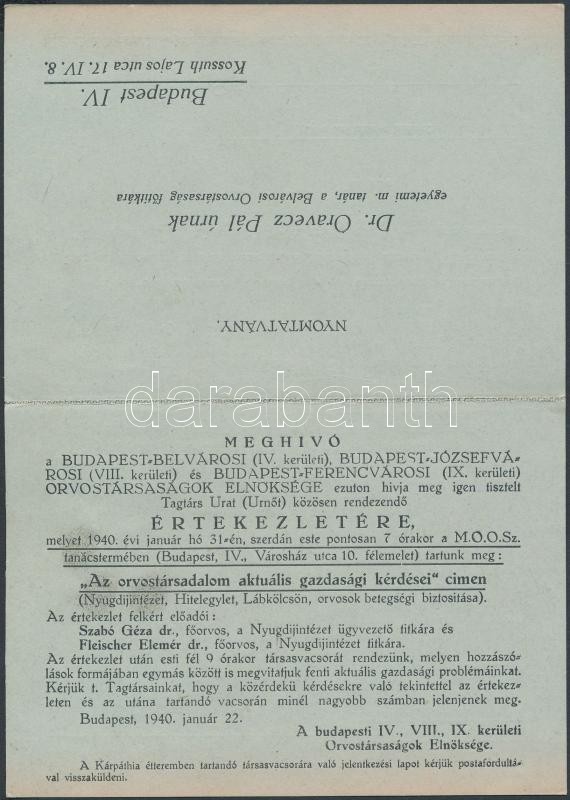 Budapest IV.
Kossuth Lajos utca 17. IV. 8.
Dr. Oravecz Pál úrnak
egyetemi m. tanár, a Belvárosi Orvostársaság főtitkára
NYOMTATVÁNY.
darabanth
MEGHIVÓ
a BUDAPEST-BELVÁROSI (IV. kerületi), BUDAPEST-JÓZSEFVÁ-
ROSI (VIII. kerületi) és BUDAPEST-FERENCVÁROSI (IX. kerületi)
ORVOSTÁRSASÁGOK ELNÖKSÉGE ezuton hivja meg igen tisztelt
Tagtárs Urat (Urnőt) közösen rendezendő
ÉRTEKEZLETÉRE,
melyet 1940. évi január hó 31-én, szerdán este pontosan 7 órakor a M.O.O.Sz.
tanácstermében (Budapest, IV., Városház utca 10. félemelet) tartunk meg:
„Az orvostársadalom aktuális gazdasági kérdései" cimen
(Nyugdijintézet, Hitelegylet, Lábkölcsön, orvosok betegségi biztosítása).
Az értekezlet felkért előadói:
Szabó Géza dr., főorvos, a Nyugdijintézet ügyvezető titkára és
Fleischer Elemér dr., főorvos, a Nyugdijintézet titkára.
Az értekezlet után esti fél 9 órakor társasvacsorát rendezünk, melyen hozzászó-
lások formájában egymás között is megvitatjuk fenti aktuális gazdasági problémáinkat.
Kérjük t. Tagtársainkat, hogy a közérdekü kérdésekre való tekintettel az értekez-
leten és az utána tartandó vacsorán minél nagyobb számban jelenjenek meg.
Budapest, 1940. január 22.
A budapesti IV., VIII., IX. kerületi
Orvostársaságok Elnöksége.
A Kárpáthia étteremben tartandó társasvacsorára való jelentkezési lapot kérjük postafordultá-
val visszaküldeni.